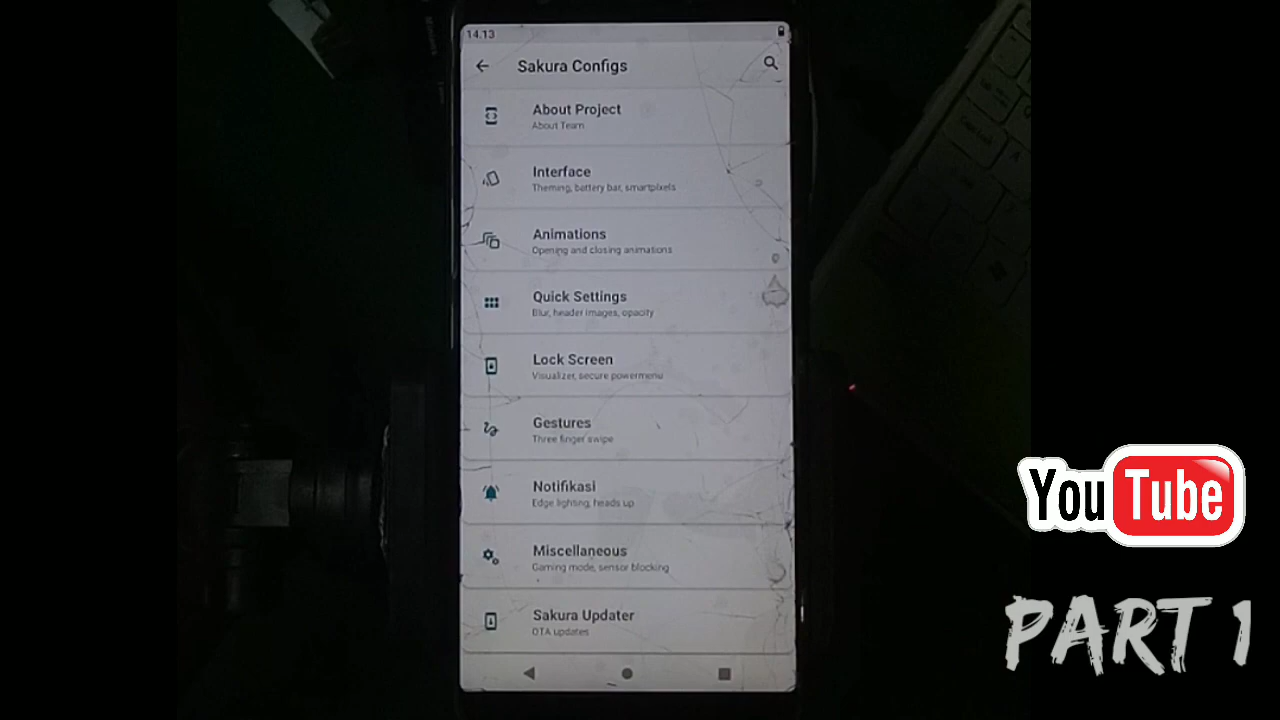 14.13
Sakura Configs
About Project
About Team
Interface
Theming, battery bar, smartpixels
Animations
Opening and closing animations
Quick Settings
Blur, header images, opacity
Lock Screen
Visualizer, secure powermenu
Gestures
Three finger swipe
Notifikasi
Edge lighting, heads up
Miscellaneous
Gaming mode, sensor blocking
Sakura Updater
OTA updates
YouTube
PART 1